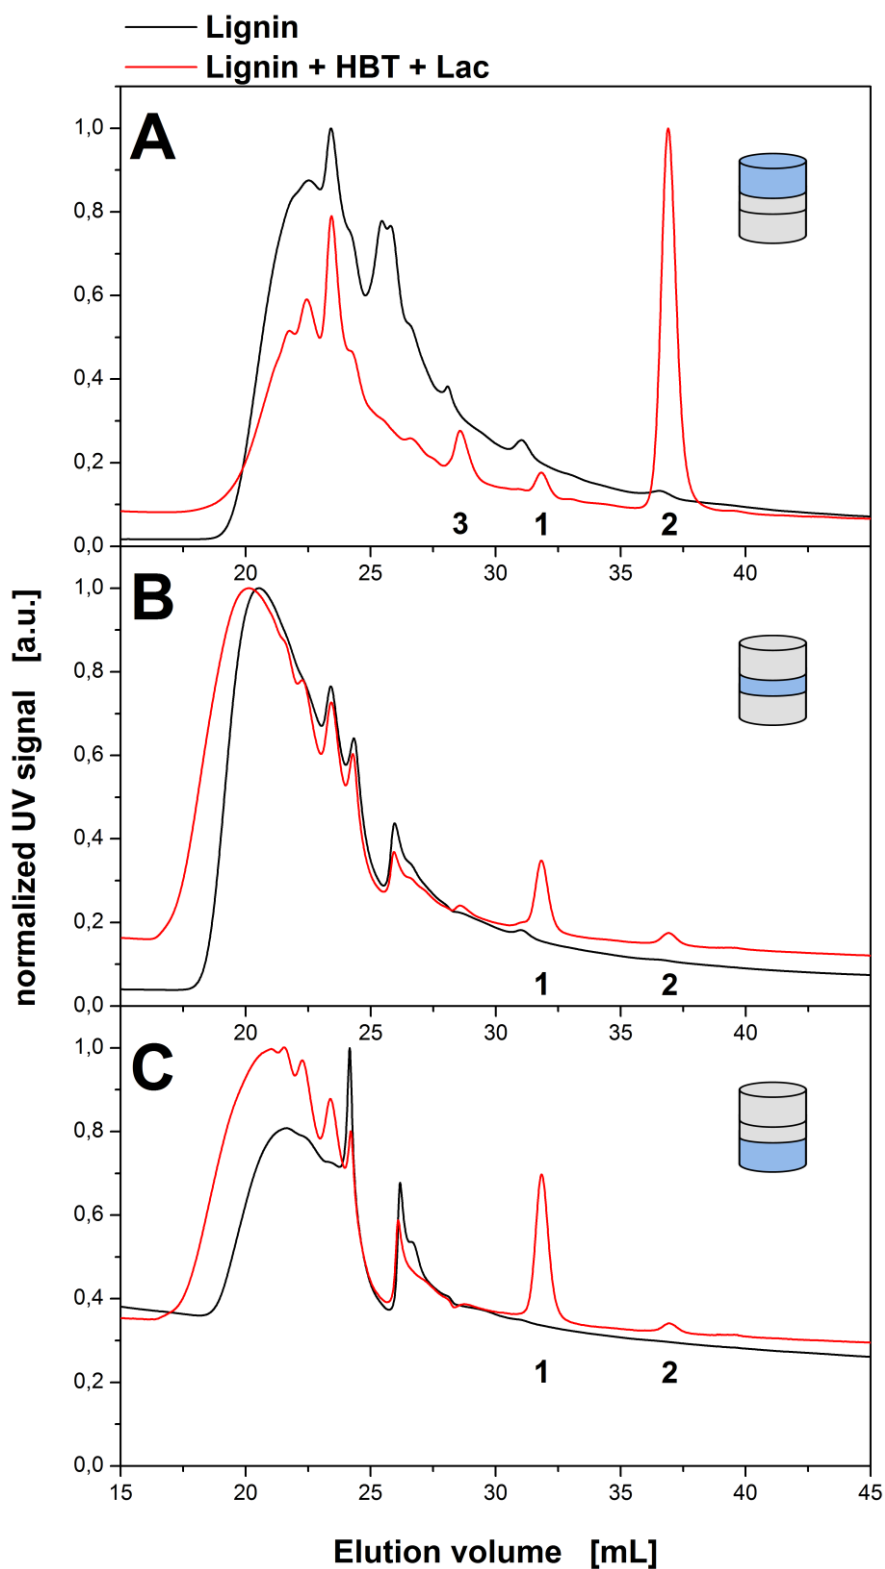 Lignin
Lignin + HBT + Lac
A
1,0
0,8
0,6
0,4
0,2
0,0
3 1 2
20 25 30 35 40
B
1,0
0,8
0,6
0,4
0,2
0,0
1 2
20 25 30 35 40
C
1,0
0,8
0,6
0,4
0,2
0,0
1 2
15 20 25 30 35 40 45
normalized UV signal [a.u.]
Elution volume [mL]